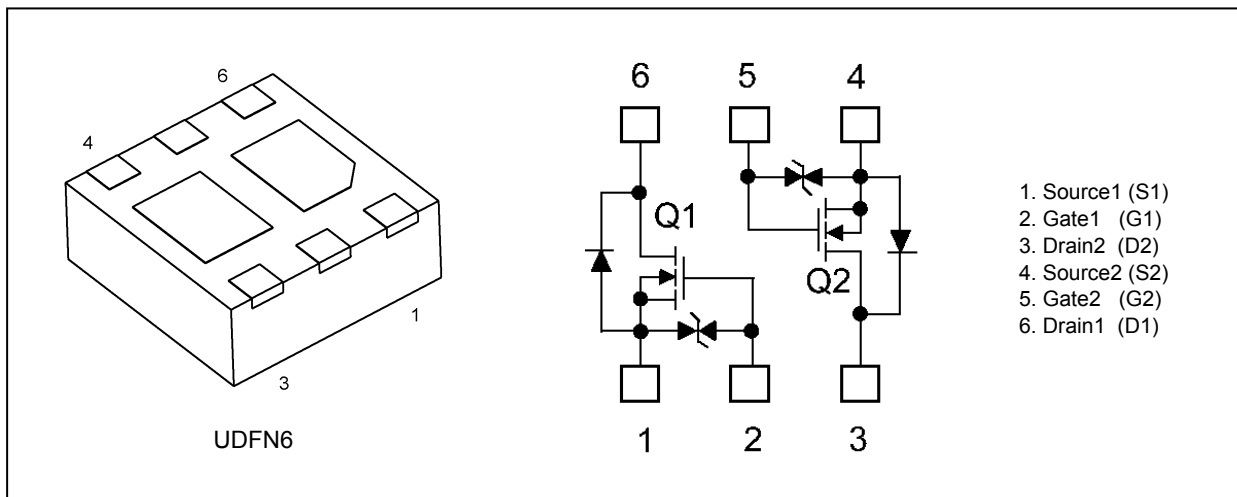 6
4
1
3
UDFN6
6 5 4
Q1
Q2
1 2 3
1. Source1 (S1)
2. Gate1 (G1)
3. Drain2 (D2)
4. Source2 (S2)
5. Gate2 (G2)
6. Drain1 (D1)